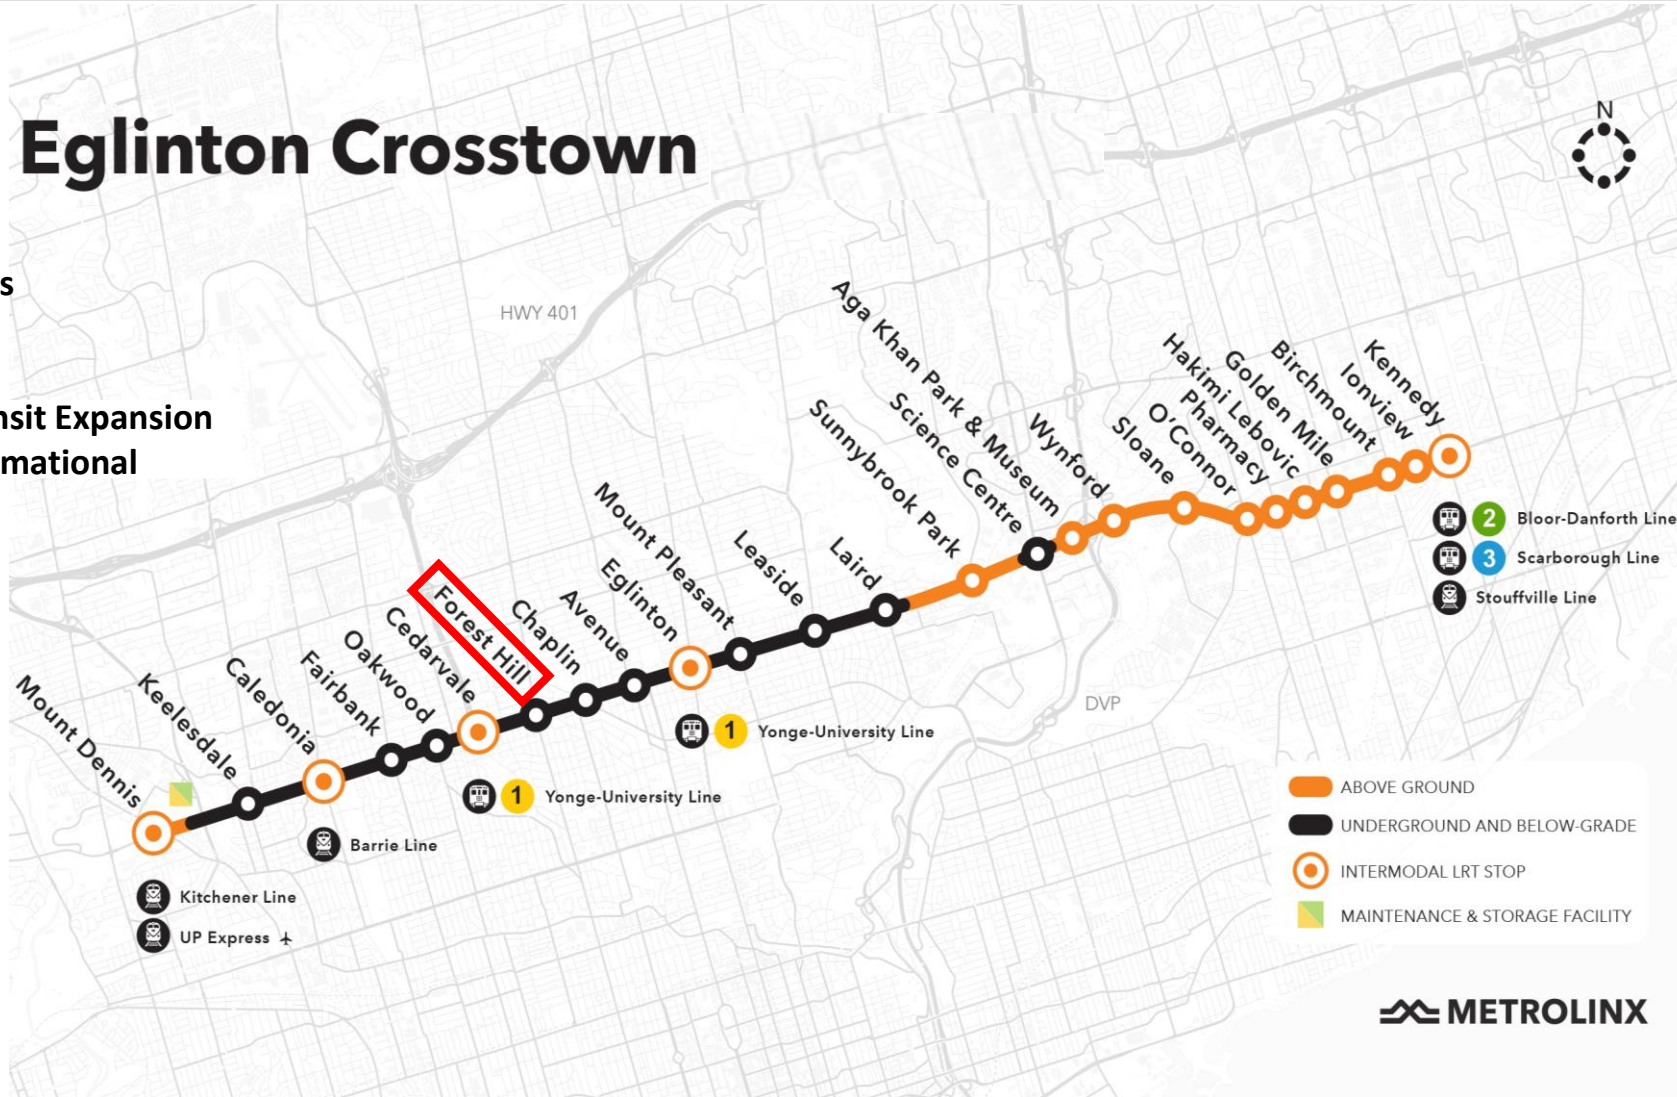 Eglinton Crosstown
N
s
HWY 401
nsit Expansion
mational
Mount Dennis
Keelesdale
Caledonia
Fairbank
Oakwood
Cedarvale
Forest Hill
Chaplin
Avenue
Eglinton
Mount Pleasant
Leaside
Laird
Sunnybrook Park
Science Centre
Aga Khan Park & Museum
Wynford
Sloane
O'Connor
Pharmacy
Hakimi Lebovic
Golden Mile
Birchmount
Ionview
Kennedy
2 Bloor-Danforth Line
3 Scarborough Line
Stouffville Line
DVP
1 Yonge-University Line
1 Yonge-University Line
Barrie Line
Kitchener Line
UP Express
ABOVE GROUND
UNDERGROUND AND BELOW-GRADE
INTERMODAL LRT STOP
MAINTENANCE & STORAGE FACILITY
METROLINX